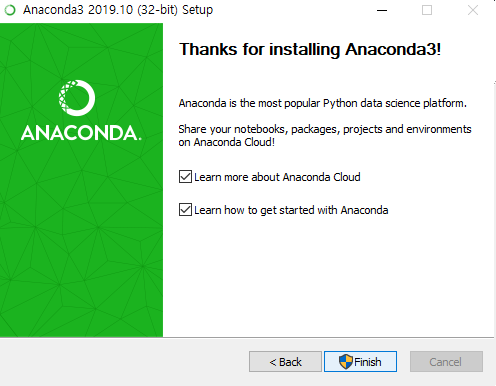 Anaconda3 2019.10 (32-bit) Setup
Thanks for installing Anaconda3!
ANACONDA.
Anaconda is the most popular Python data science platform.
Share your notebooks, packages, projects and environments
on Anaconda Cloud!
Learn more about Anaconda Cloud
Learn how to get started with Anaconda
< Back
Finish
Cancel